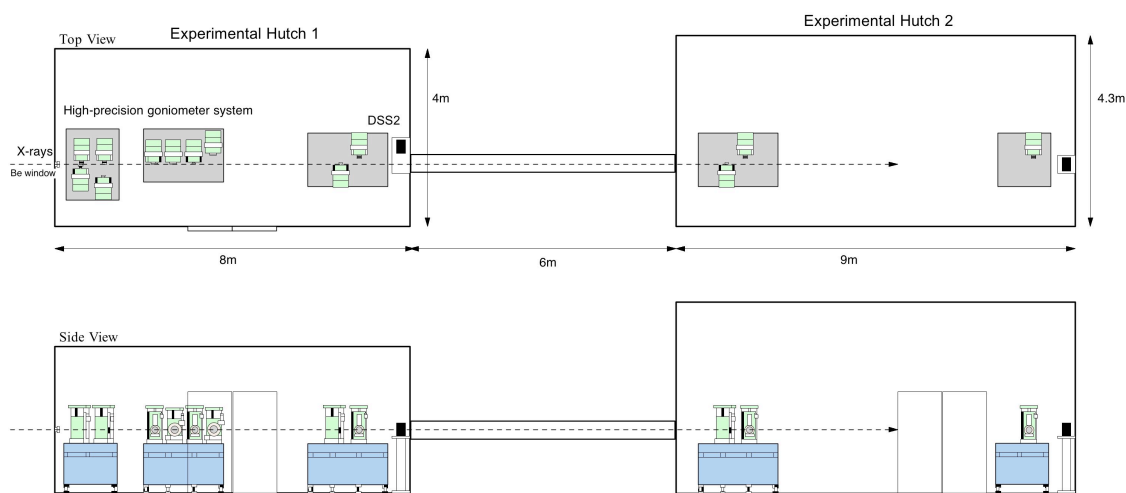 Experimental Hutch 2
Experimental Hutch 1
Top View
4m
4.3m
High-precision goniometer system
DSS2
X-rays
Be window
8m
6m
9m
Side View